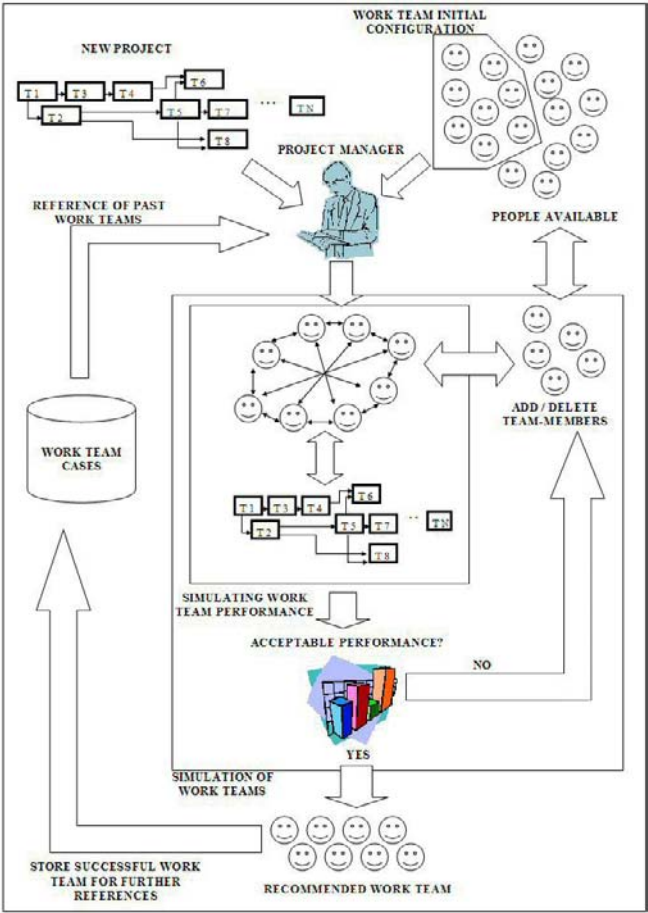 WORK TEAM INITIAL
CONFIGURATION
NEW PROJECT
T1
T3
T4
T6
T2
T5
T7
...
TN
T8
PROJECT MANAGER
REFERENCE OF PAST
WORK TEAMS
PEOPLE AVAILABLE
ADD / DELETE
TEAM-MEMBERS
WORK TEAM
CASES
T1
T3
T4
T6
T2
T5
T7
..
TN
T8
SIMULATING WORK
TEAM PERFORMANCE
ACCEPTABLE PERFORMANCE?
NO
YES
SIMULATION OF
WORK TEAMS
STORE SUCCESSFUL WORK
TEAM FOR FURTHER
REFERENCES
RECOMMENDED WORK TEAM